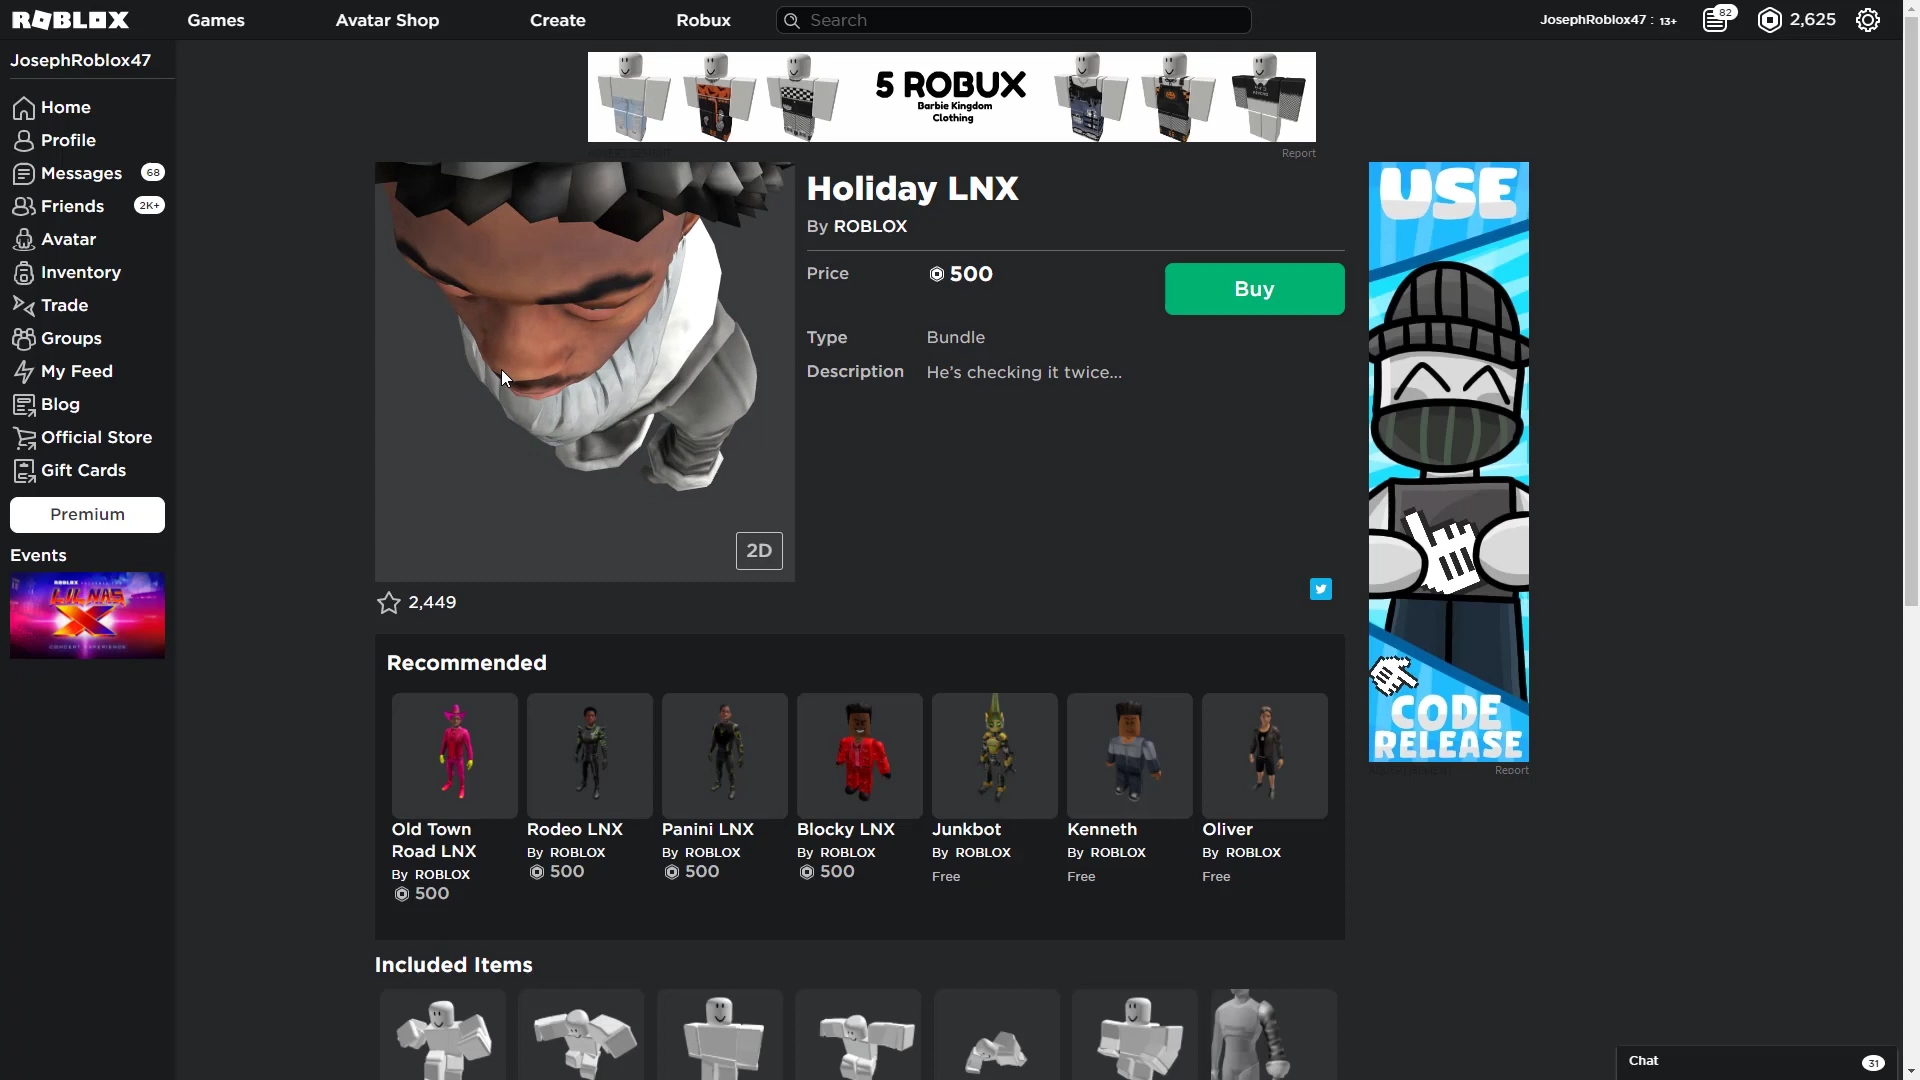 ROBLOX
Games
Avatar Shop
Create
Robux
Search
JosephRoblox47 : 13+
82
2,625
JosephRoblox47
Home
Profile
Messages 68
Friends 2K+
Avatar
Inventory
Trade
Groups
My Feed
Blog
Official Store
Gift Cards
Premium
Events
ROBLOX
LIL NAS
X
CONCERT EXPERIENCE
5 ROBUX
Barbie Kingdom
Clothing
Report
Holiday LNX
By ROBLOX
Price 500
Buy
Type Bundle
Description He’s checking it twice...
2D
2,449
USE
CODE
RELEASE
Report
Recommended
Old Town
Road LNX
By ROBLOX
500
Rodeo LNX
By ROBLOX
500
Panini LNX
By ROBLOX
500
Blocky LNX
By ROBLOX
500
Junkbot
By ROBLOX
Free
Kenneth
By ROBLOX
Free
Oliver
By ROBLOX
Free
Included Items
Chat 31